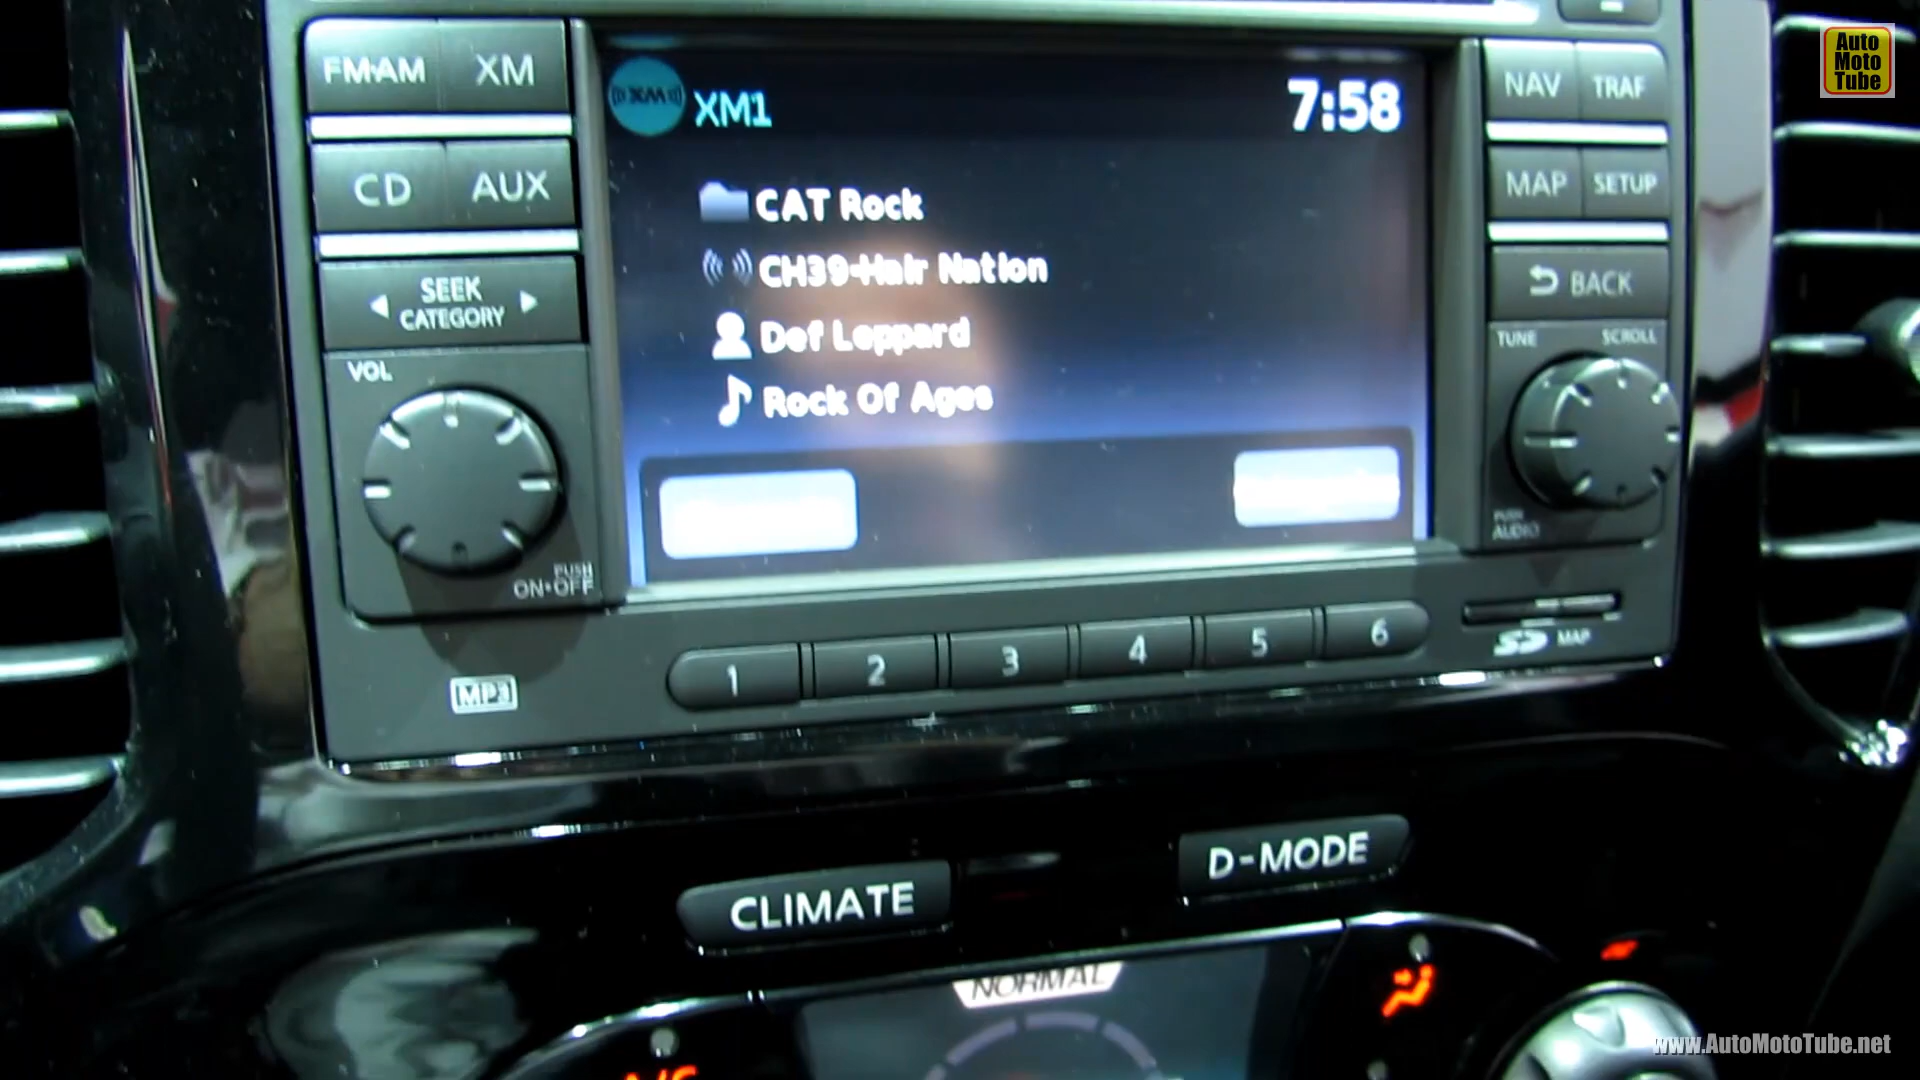 FM·AM XM
CD AUX
SEEK
CATEGORY
VOL
PUSH
ON•OFF
MP3
XM
XM1
7:58
CAT Rock
CH39-Hair Nation
Def Leppard
Rock Of Ages
NAV TRAF
MAP SETUP
BACK
TUNE SCROLL
PUSH
AUDIO
1 2 3 4 5 6
SD MAP
CLIMATE
D-MODE
NORMAL
A/C
Auto
Moto
Tube
www.AutoMotoTube.net